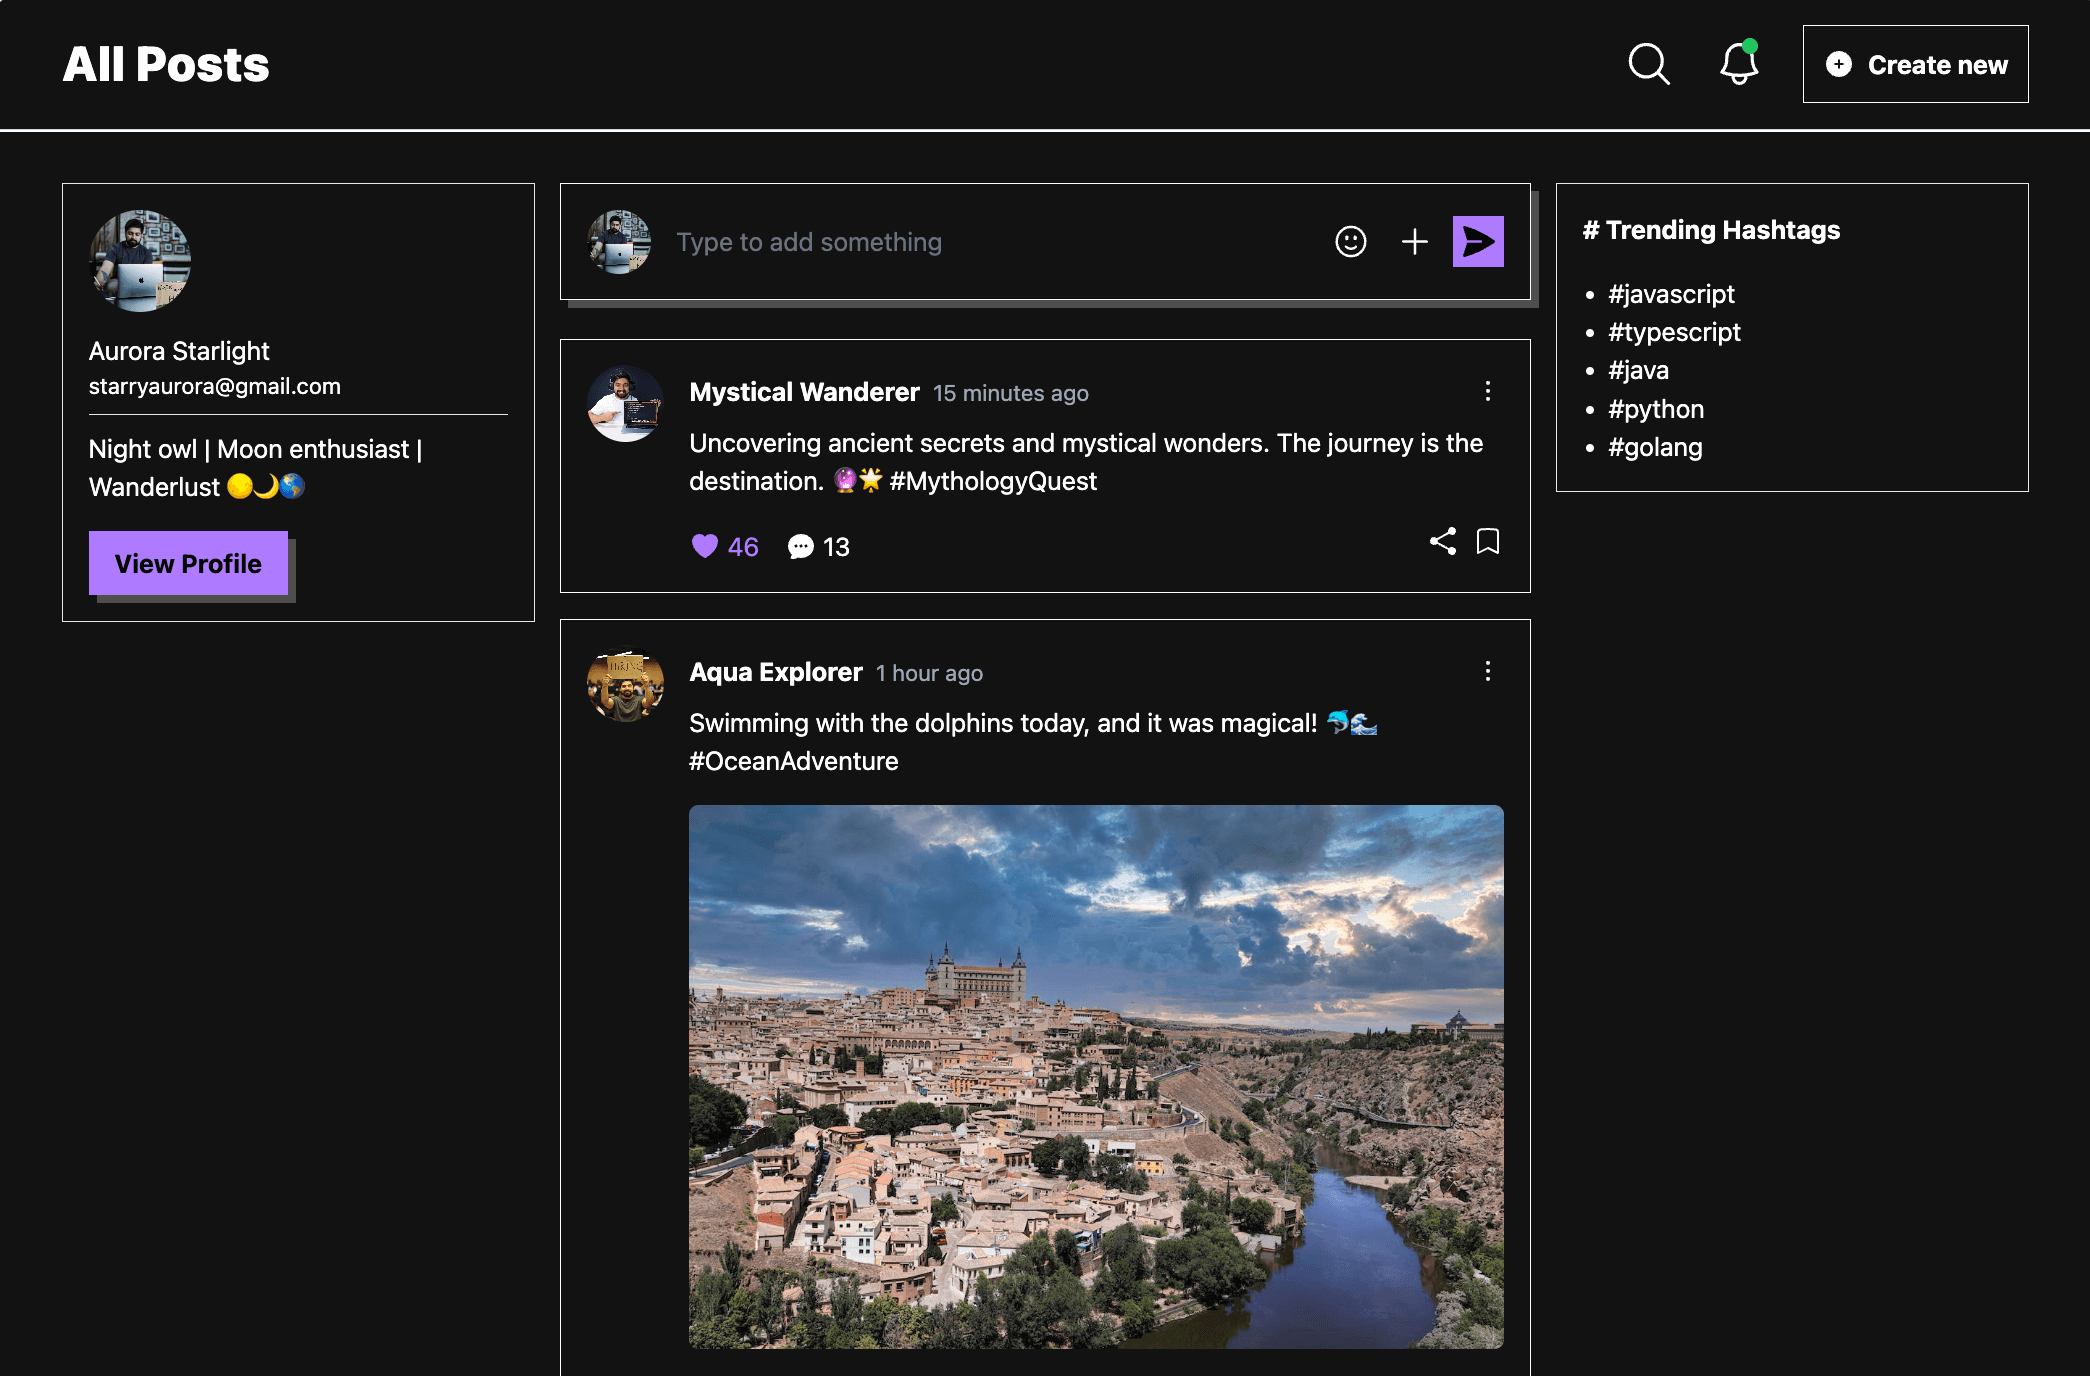 All Posts
Create new
Aurora Starlight
starryaurora@gmail.com
Night owl | Moon enthusiast |
Wanderlust 🌕🌙🌎
View Profile
Type to add something
Mystical Wanderer 15 minutes ago
Uncovering ancient secrets and mystical wonders. The journey is the
destination. 🔮🌟 #MythologyQuest
46 13
Aqua Explorer 1 hour ago
HIRING
Swimming with the dolphins today, and it was magical! 🐬🌊
#OceanAdventure
# Trending Hashtags
• #javascript
• #typescript
• #java
• #python
• #golang